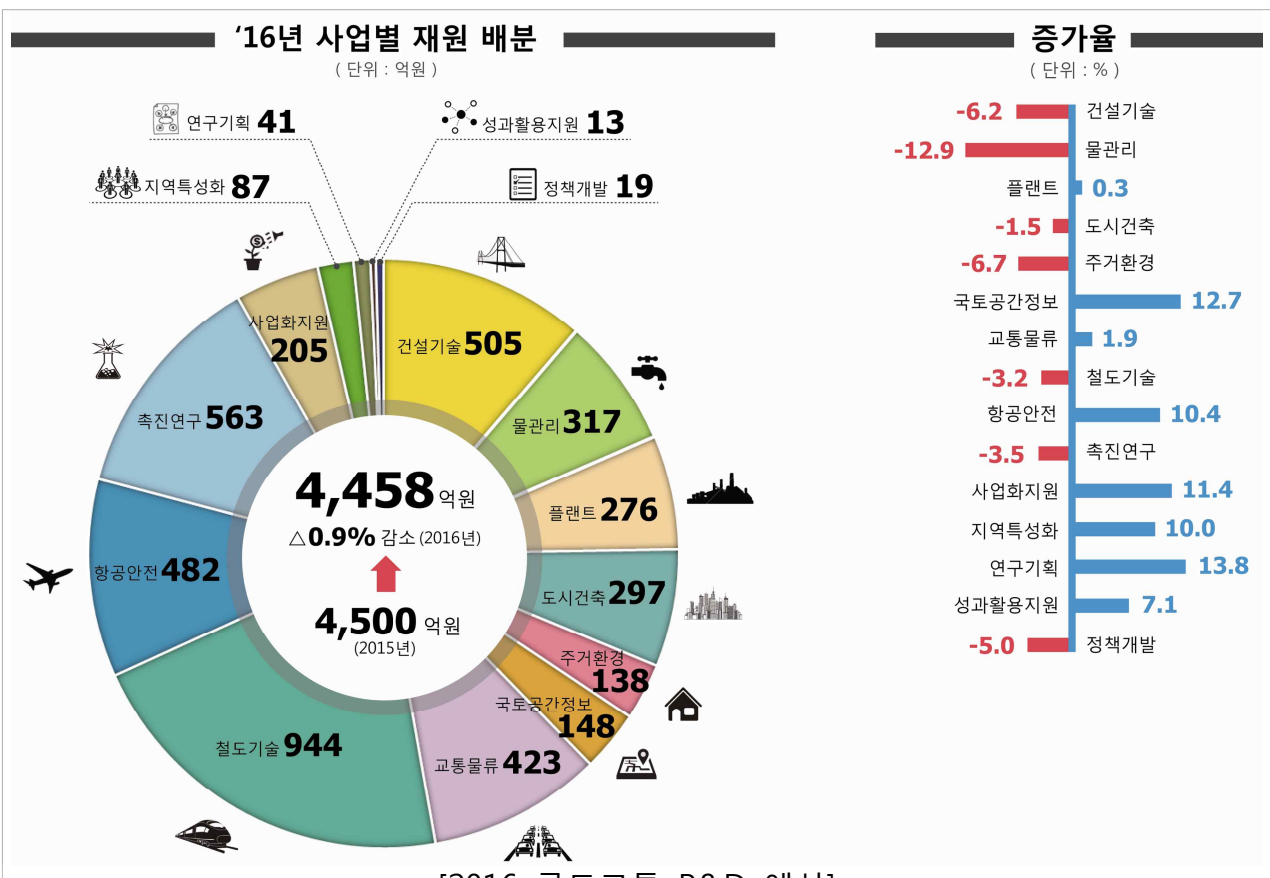 ‘16년 사업별 재원 배분
( 단위 : 억원 )
연구기획 41
성과활용지원 13
지역특성화 87
정책개발 19
사업화지원
205
건설기술 505
촉진연구 563
물관리 317
4,458 억원
△0.9% 감소 (2016년)
4,500 억원
(2015년)
플랜트 276
항공안전 482
도시건축 297
주거환경
138
국토공간정보
148
철도기술 944
교통물류 423
증가율
( 단위 : % )
-6.2 건설기술
-12.9 물관리
플랜트 0.3
-1.5 도시건축
-6.7 주거환경
국토공간정보 12.7
교통물류 1.9
-3.2 철도기술
항공안전 10.4
-3.5 촉진연구
사업화지원 11.4
지역특성화 10.0
연구기획 13.8
성과활용지원 7.1
-5.0 정책개발